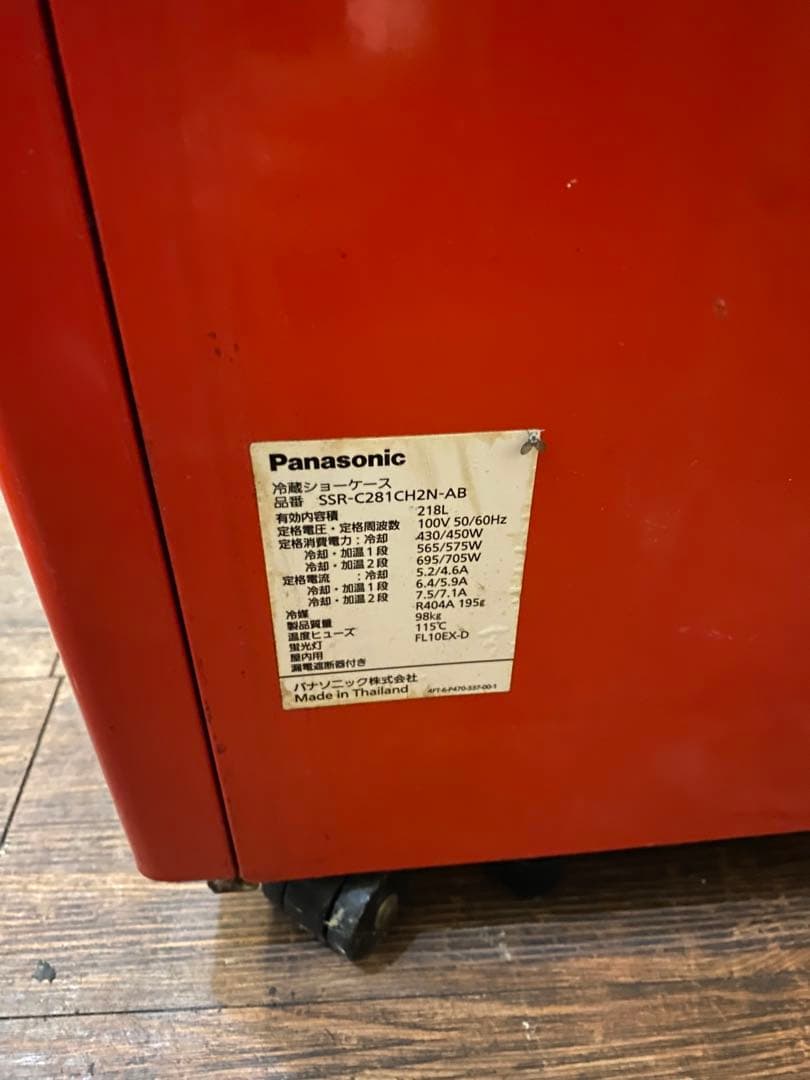 Panasonic
冷蔵ショーケース
品番 SSR-C281CH2N-AB
有効内容積 218L
定格電圧・定格周波数 100V 50/60Hz
定格消費電力：冷却 430/450W
冷却・加温1段 565/575W
冷却・加温2段 695/705W
定格電流 ：冷却 5.2/4.6A
冷却・加温1段 6.4/5.9A
冷却・加温2段 7.5/7.1A
冷媒 R404A 195g
製品質量 98kg
温度ヒューズ 115℃
蛍光灯 FL10EX-D
屋内用
漏電遮断器付き
パナソニック株式会社
Made in Thailand 4FT-6-P470-337-00-1